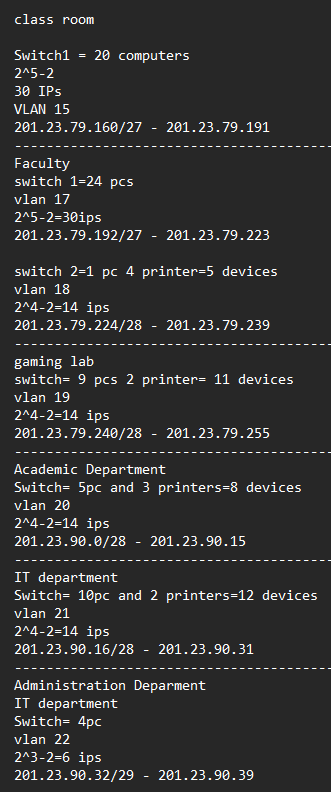 class room
Switch1 = 20 computers
2^5-2
30 IPs
VLAN 15
201.23.79.160/27 - 201.23.79.191
---------------------------------------
Faculty
switch 1=24 pcs
vlan 17
2^5-2=30ips
201.23.79.192/27 - 201.23.79.223
switch 2=1 pc 4 printer=5 devices
vlan 18
2^4-2=14 ips
201.23.79.224/28 - 201.23.79.239
---------------------------------------
gaming lab
switch= 9 pcs 2 printer= 11 devices
vlan 19
2^4-2=14 ips
201.23.79.240/28 - 201.23.79.255
---------------------------------------
Academic Department
Switch= 5pc and 3 printers=8 devices
vlan 20
2^4-2=14 ips
201.23.90.0/28 - 201.23.90.15
---------------------------------------
IT department
Switch= 10pc and 2 printers=12 devices
vlan 21
2^4-2=14 ips
201.23.90.16/28 - 201.23.90.31
---------------------------------------
Administration Deparment
IT department
Switch= 4pc
vlan 22
2^3-2=6 ips
201.23.90.32/29 - 201.23.90.39